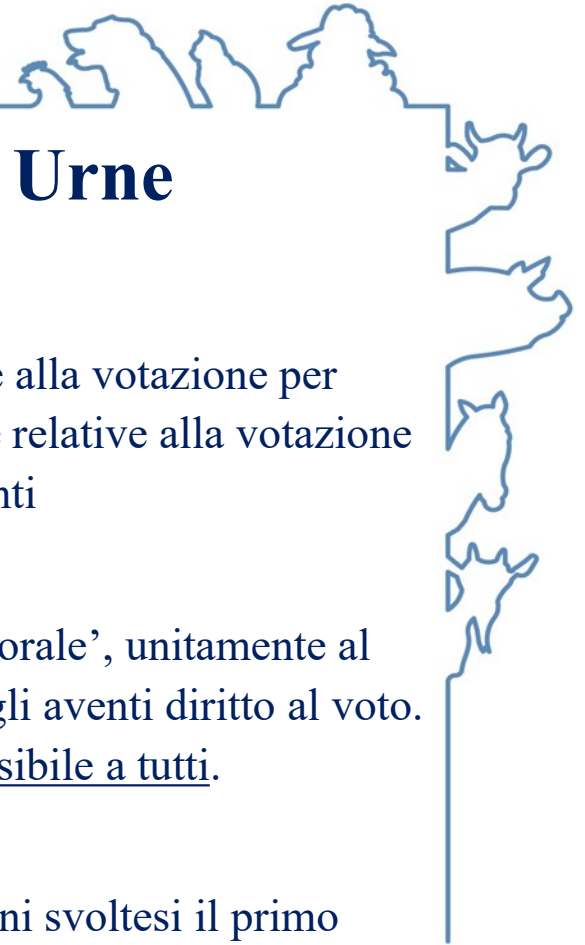 Urne
e alla votazione per
e relative alla votazione
nti
orale’, unitamente al
gli aventi diritto al voto.
sibile a tutti.
ni svoltesi il primo